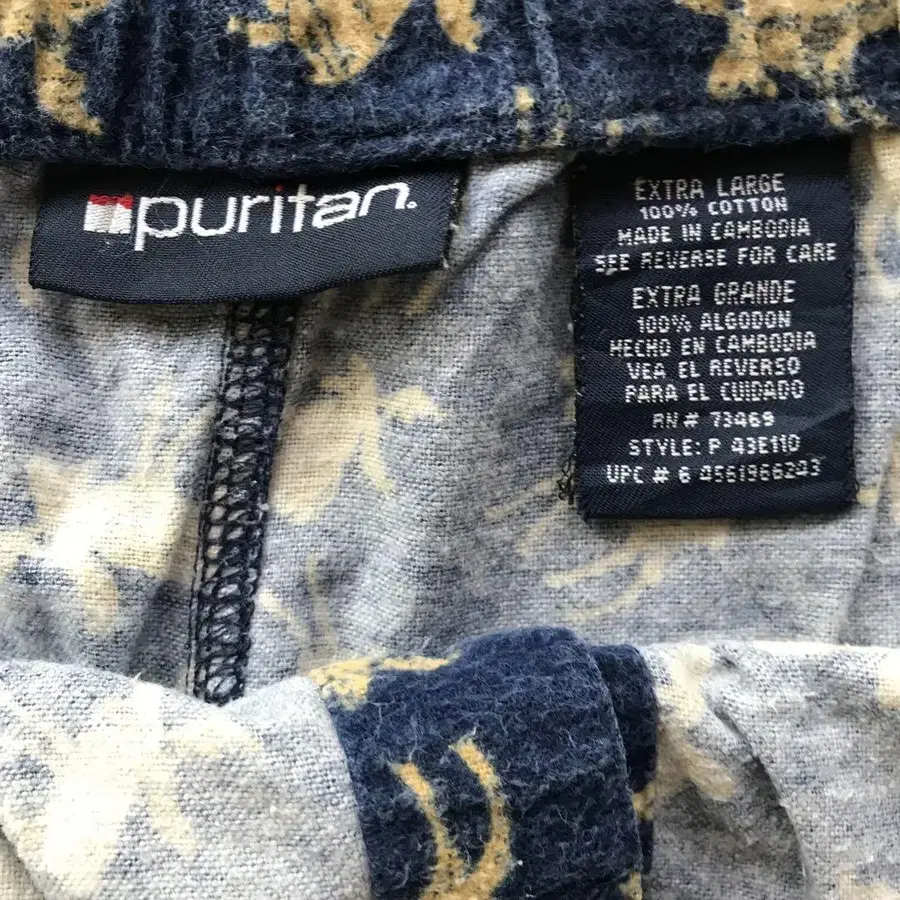 puritan.
EXTRA LARGE
100% COTTON
MADE IN CAMBODIA
SEE REVERSE FOR CARE
EXTRA GRANDE
100% ALGODON
HECHO EN CAMBODIA
VEA EL REVERSO
PARA EL CUIDADO
RN # 73469
STYLE: P 43E110
UPC # 6 4561966243